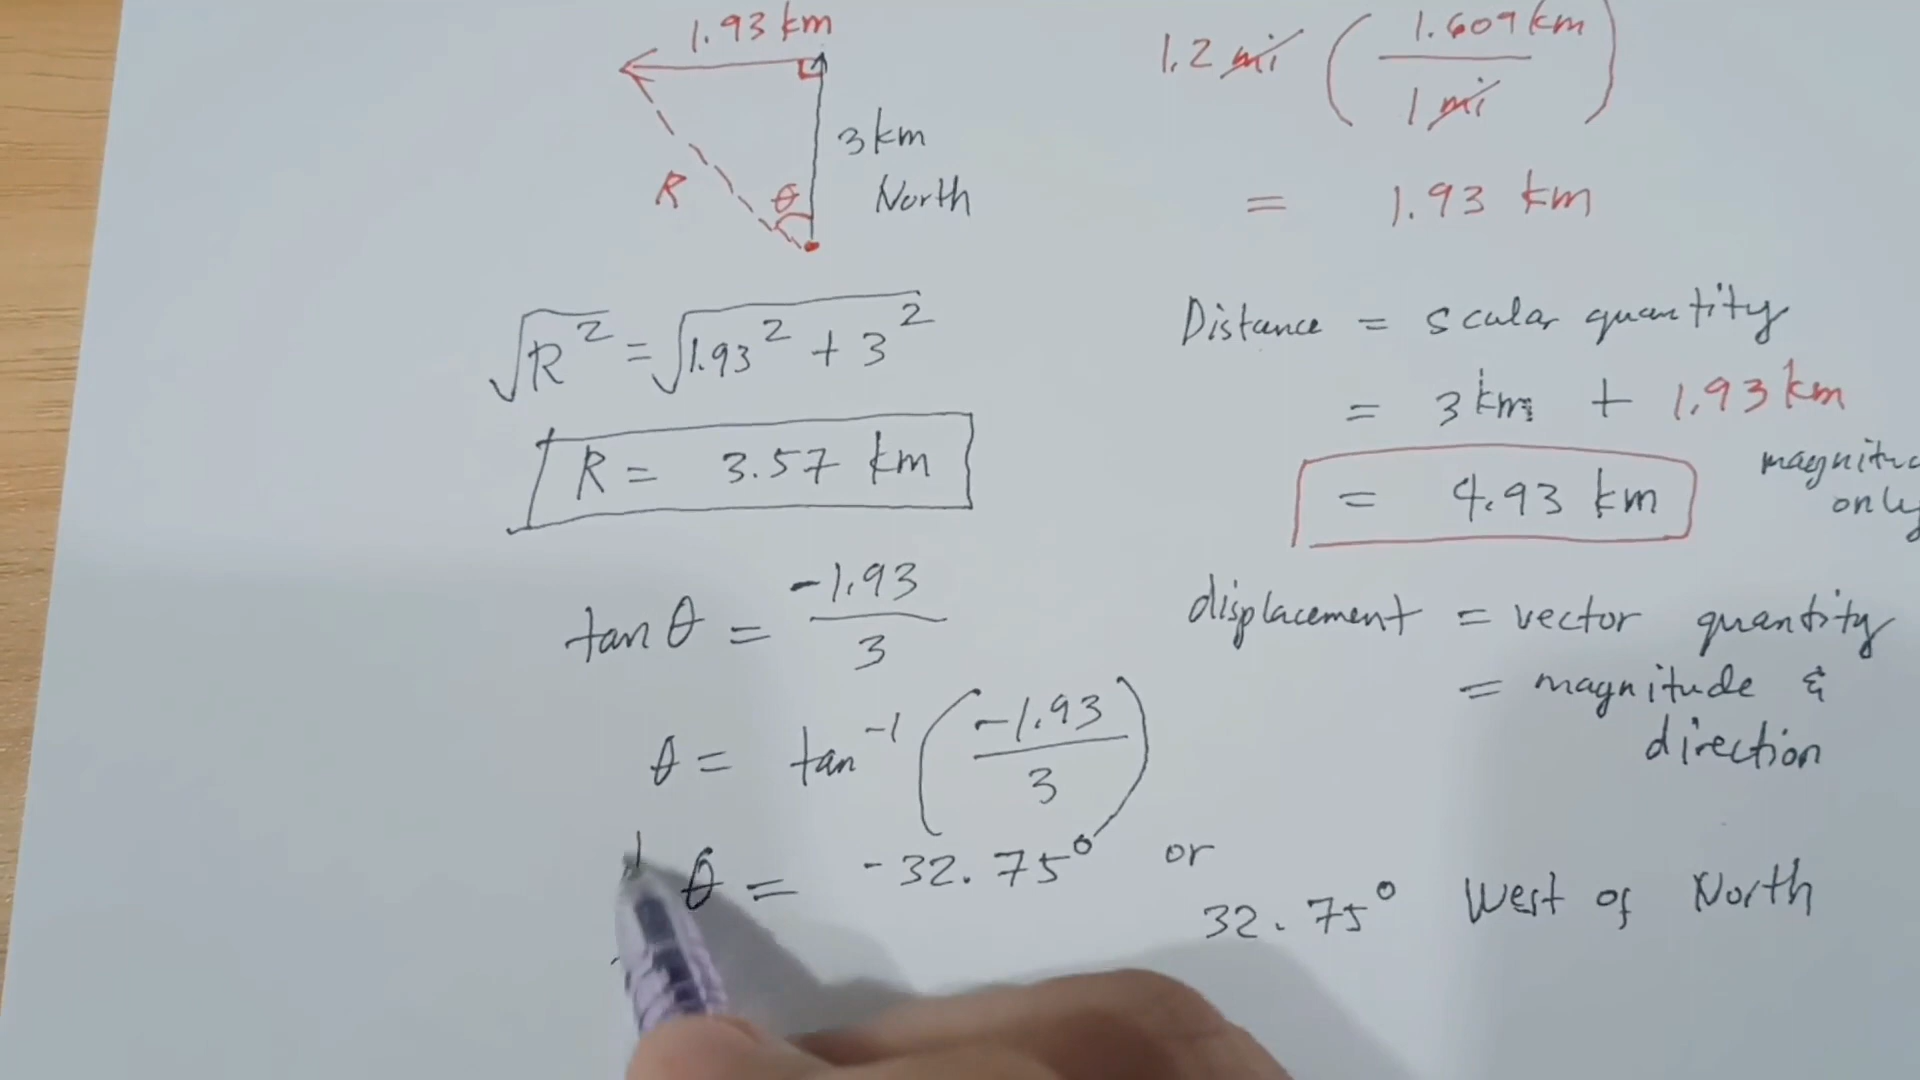 1.93 km
3 km
R θ North
√R² = √1.93² + 3²
R = 3.57 km
tan θ = -1.93/3
θ = tan⁻¹(-1.93/3)
θ = -32.75° or
32.75° West of North
1.2 mi (1.609 km/1 mi)
= 1.93 km
Distance = scalar quantity
= 3 km + 1.93 km
= 4.93 km
only
displacement = vector quantity
= magnitude &
direction